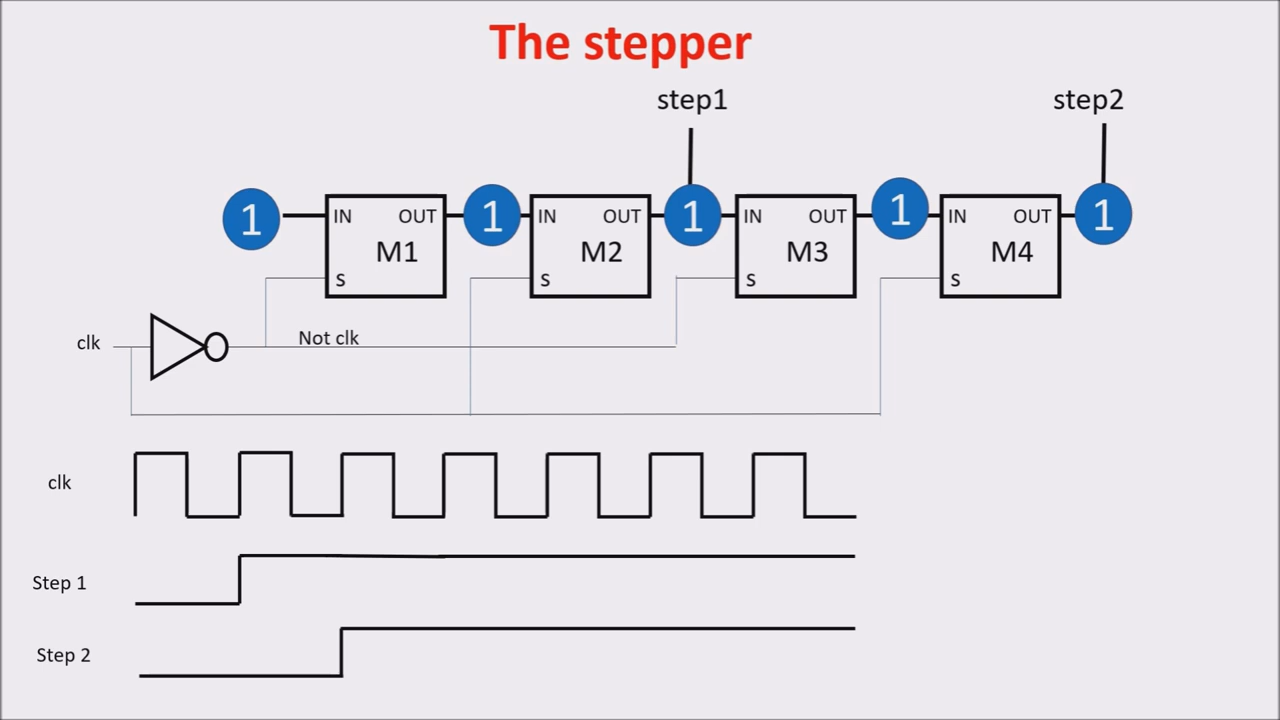 The stepper
step1 step2
1 IN OUT 1 IN OUT 1 IN OUT 1 IN OUT 1
M1 M2 M3 M4
S S S S
clk Not clk
clk
Step 1
Step 2